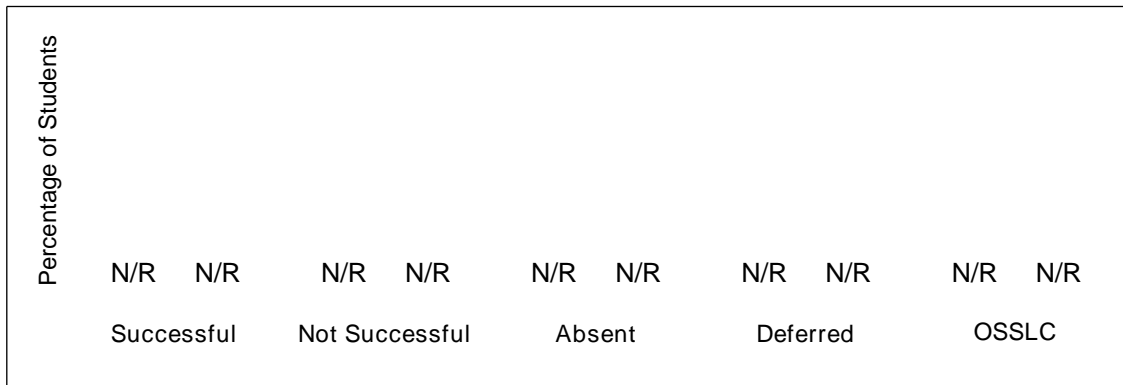 Percentage of Students
N/R N/R N/R N/R N/R N/R N/R N/R N/R N/R
Successful Not Successful Absent Deferred OSSLC